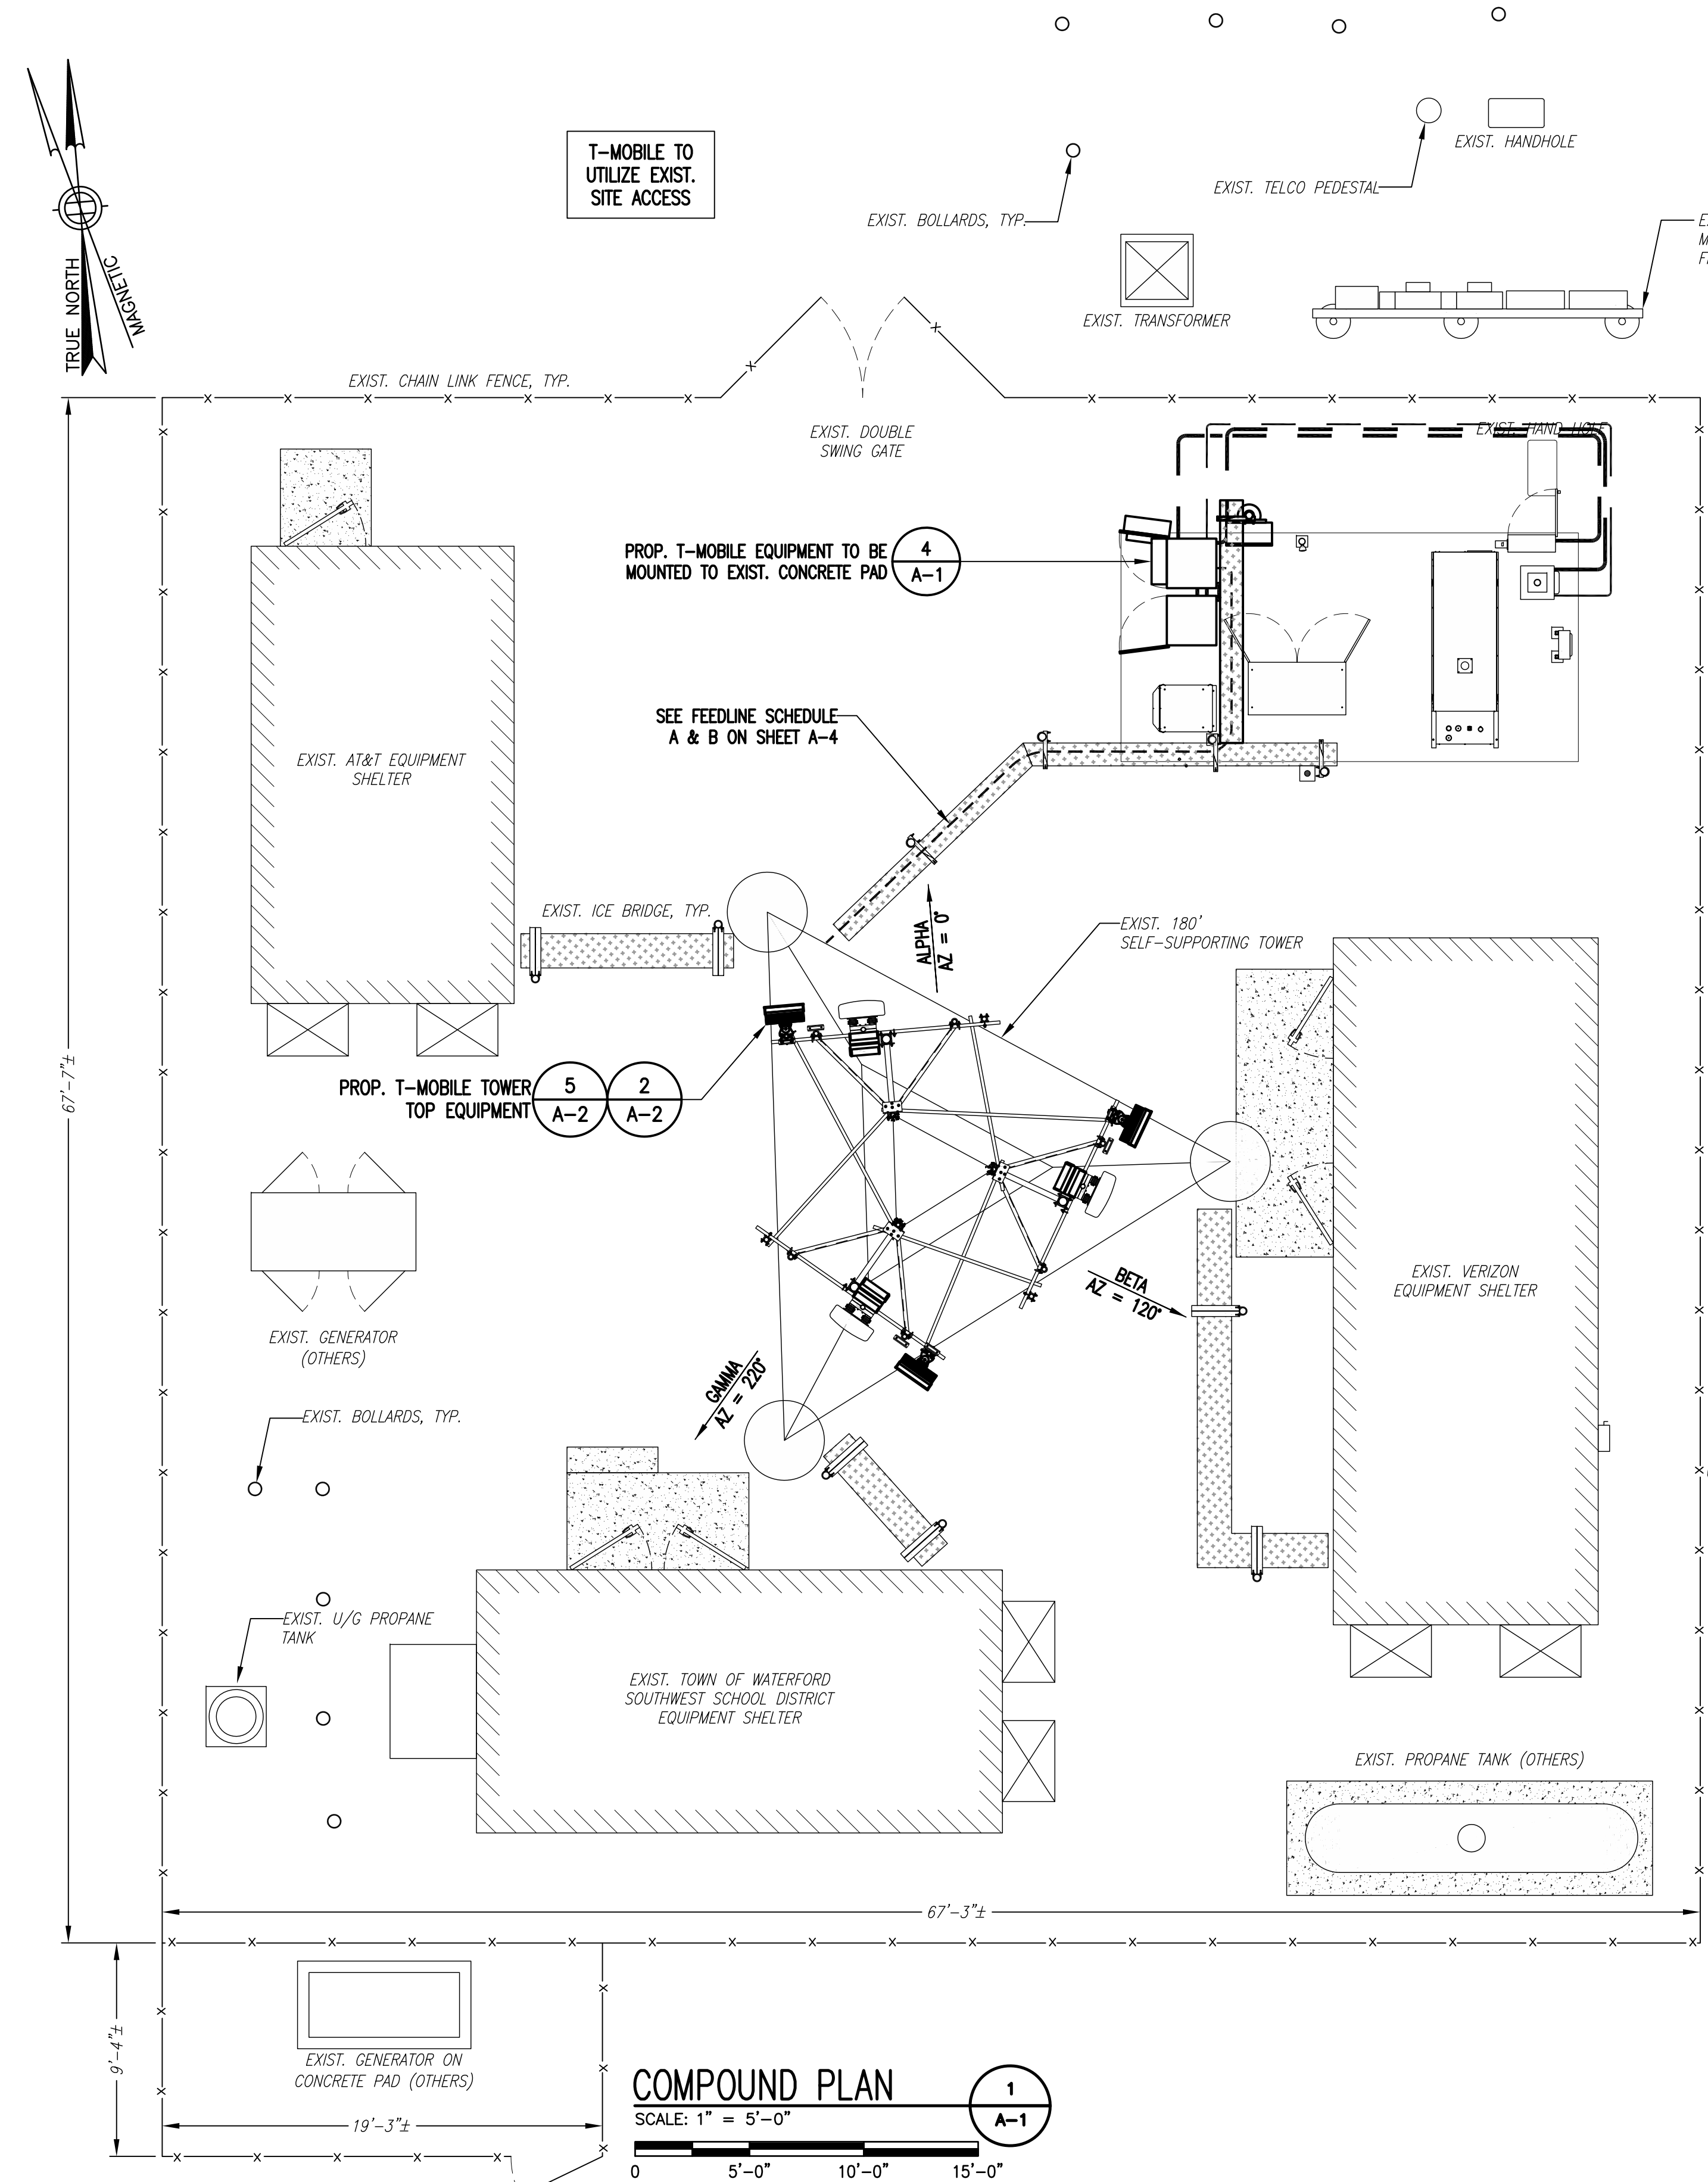 T-MOBILE TO
UTILIZE EXIST.
SITE ACCESS
EXIST. HANDHOLE
EXIST. TELCO PEDESTAL
EXIST. BOLLARDS, TYP.
EXIST. TRANSFORMER
TRUE NORTH
MAGNETIC
EXIST. CHAIN LINK FENCE, TYP.
EXIST. DOUBLE
SWING GATE
EXIST. HAND HOLE
PROP. T-MOBILE EQUIPMENT TO BE
MOUNTED TO EXIST. CONCRETE PAD
4
A-1
SEE FEEDLINE SCHEDULE
A & B ON SHEET A-4
EXIST. AT&T EQUIPMENT
SHELTER
EXIST. ICE BRIDGE, TYP.
ALPHA
AZ = 0°
EXIST. 180'
SELF-SUPPORTING TOWER
67'-7"±
PROP. T-MOBILE TOWER
TOP EQUIPMENT
5
A-2
2
A-2
BETA
AZ = 120°
EXIST. VERIZON
EQUIPMENT SHELTER
EXIST. GENERATOR
(OTHERS)
GAMMA
AZ = 220°
EXIST. BOLLARDS, TYP.
EXIST. U/G PROPANE
TANK
EXIST. TOWN OF WATERFORD
SOUTHWEST SCHOOL DISTRICT
EQUIPMENT SHELTER
EXIST. PROPANE TANK (OTHERS)
67'-3"±
9'-4"±
EXIST. GENERATOR ON
CONCRETE PAD (OTHERS)
19'-3"±
COMPOUND PLAN
SCALE: 1" = 5'-0"
1
A-1
0 5'-0" 10'-0" 15'-0"